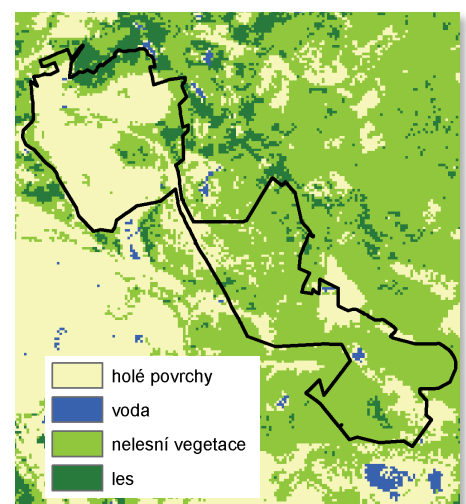 holé povrchy
voda
nelesní vegetace
les